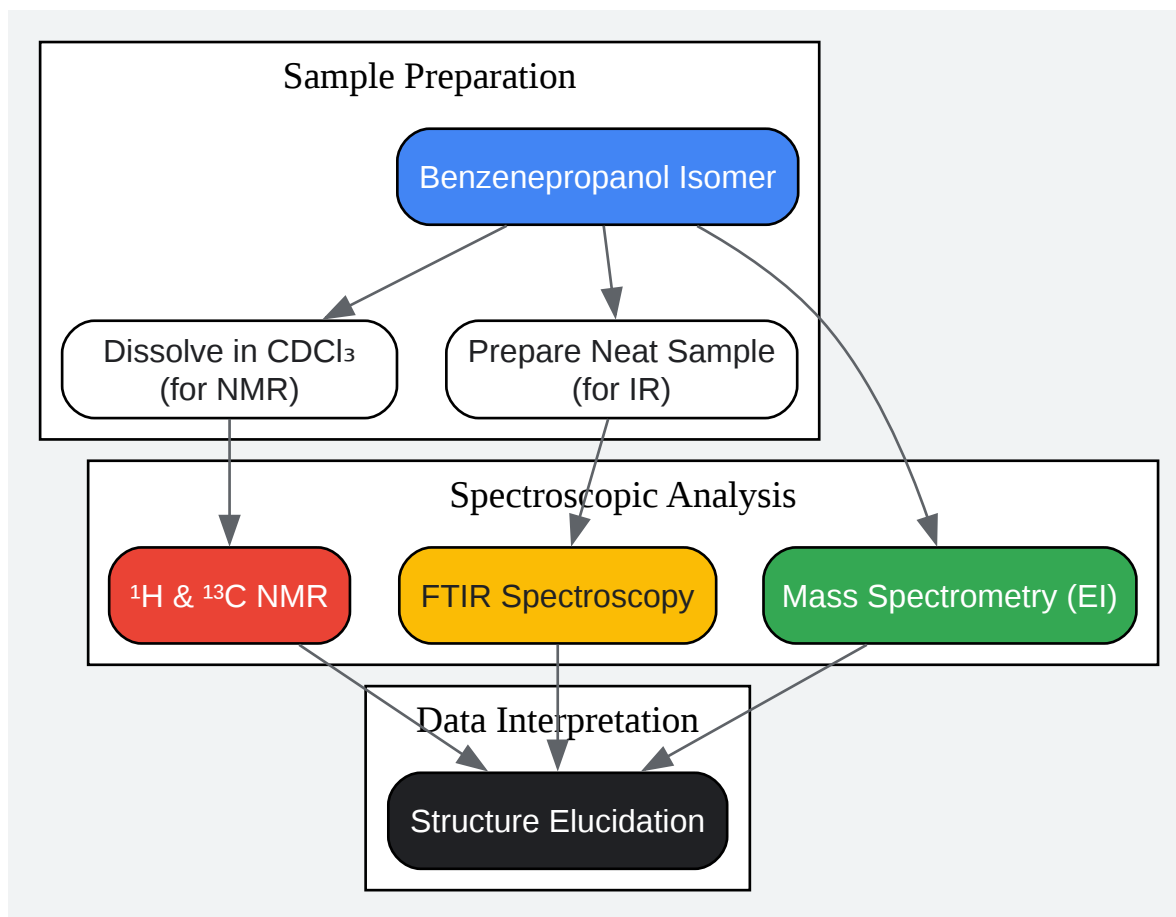 Sample Preparation
Benzenepropanol Isomer
Dissolve in CDCl₃
(for NMR)
Prepare Neat Sample
(for IR)
Spectroscopic Analysis
¹H & ¹³C NMR
FTIR Spectroscopy
Mass Spectrometry (EI)
Data Interpretation
Structure Elucidation